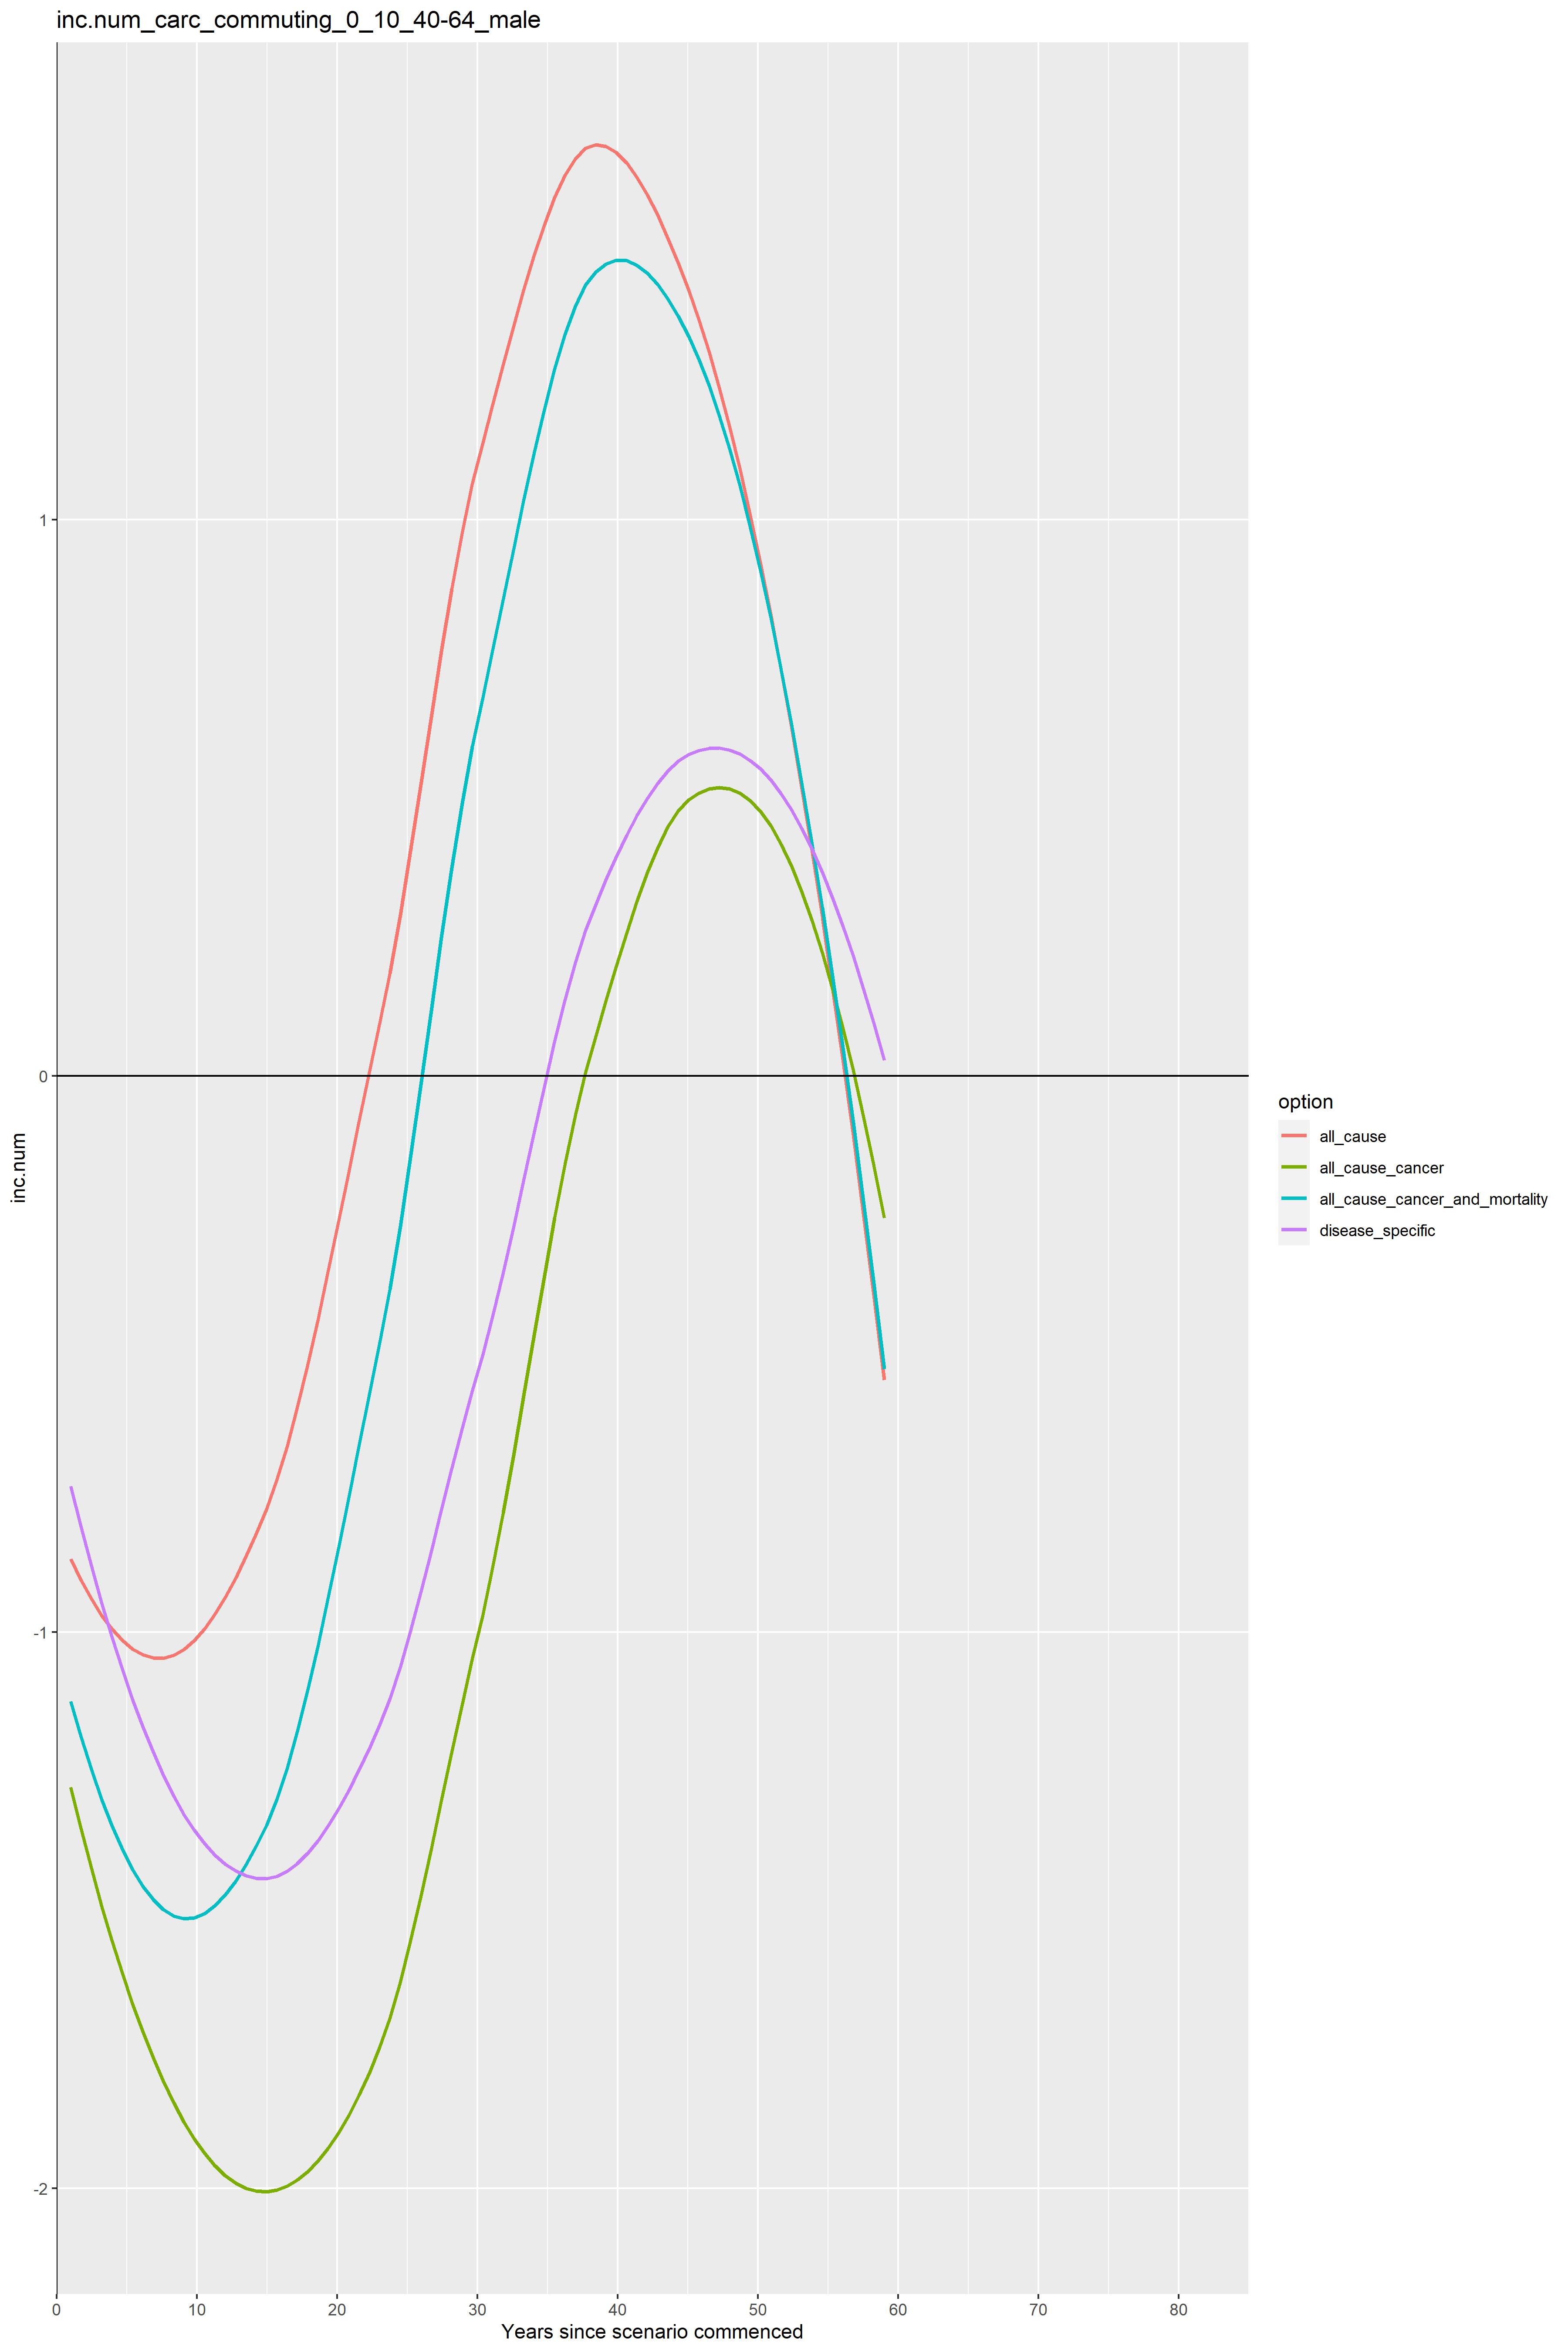 inc.num_carc_commuting_0_10_40-64_male
inc.num
1
0
-1
-2
0 10 20 30 40 50 60 70 80
Years since scenario commenced
option
all_cause
all_cause_cancer
all_cause_cancer_and_mortality
disease_specific